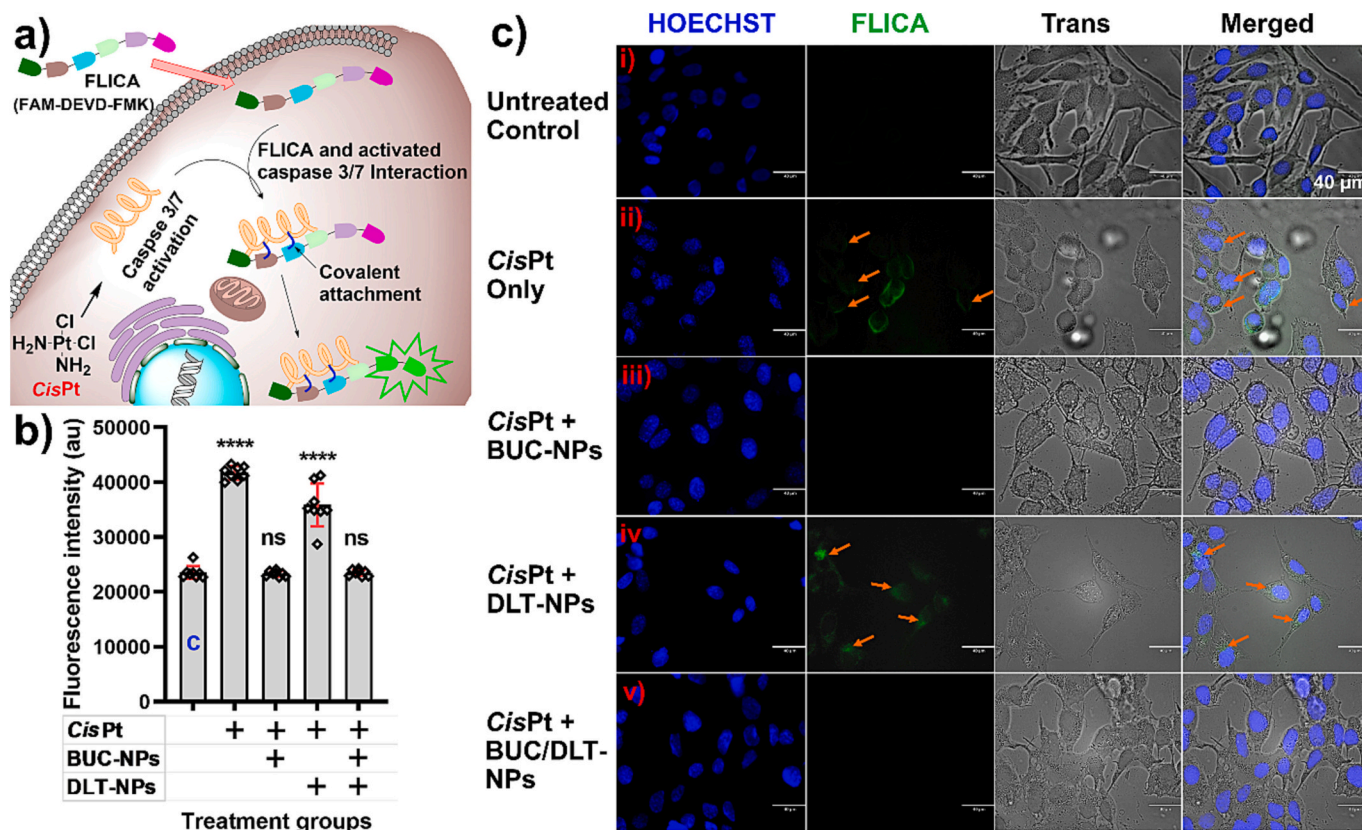 a)
FLICA
(FAM-DEVD-FMK)
FLICA and activated
caspase 3/7 Interaction
Caspse 3/7
activation
Covalent
attachment
Cl
H₂N-Pt-Cl
NH₂
CisPt
b)
Fluorescence intensity (au)
50000
40000
30000
20000
10000
0
C
****
ns
****
ns
CisPt + + + +
BUC-NPs + +
DLT-NPs + +
Treatment groups
c)
HOECHST FLICA Trans Merged
i)
Untreated
Control
40 µm
ii)
CisPt
Only
iii)
CisPt +
BUC-NPs
iv
CisPt +
DLT-NPs
v)
CisPt +
BUC/DLT-
NPs